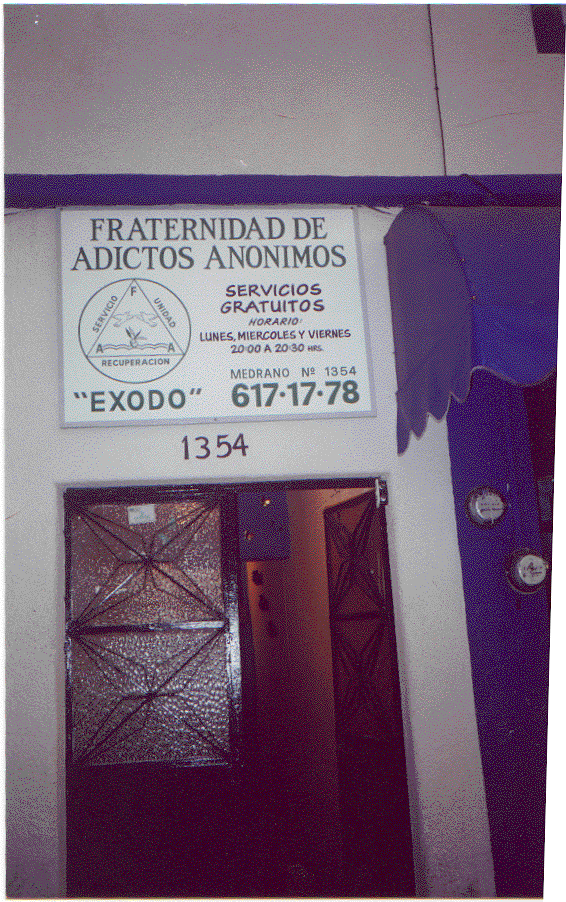 FRATERNIDAD DE
ADICTOS ANONIMOS
F
SERVICIO
UNIDAD
A A
RECUPERACION
"EXODO"
SERVICIOS
GRATUITOS
HORARIO:
LUNES, MIERCOLES Y VIERNES
20:00 A 20:30 HRS.
MEDRANO Nº 1354
617·17·78
1354